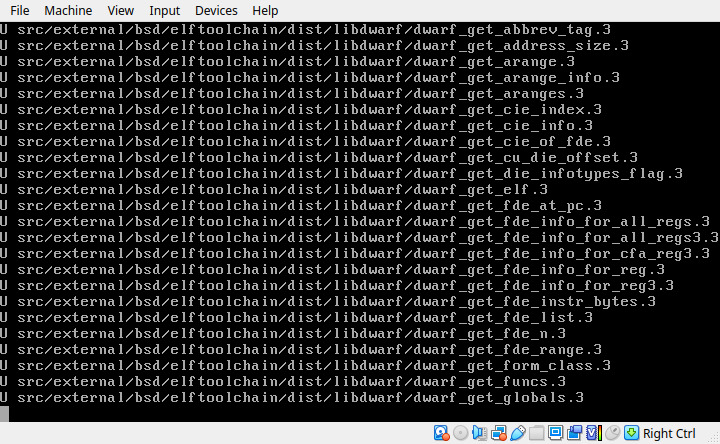 File Machine View Input Devices Help
U src/external/bsd/elftoolchain/dist/libdwarf/dwarf_get_abbrev_tag.3
U src/external/bsd/elftoolchain/dist/libdwarf/dwarf_get_address_size.3
U src/external/bsd/elftoolchain/dist/libdwarf/dwarf_get_arange.3
U src/external/bsd/elftoolchain/dist/libdwarf/dwarf_get_arange_info.3
U src/external/bsd/elftoolchain/dist/libdwarf/dwarf_get_aranges.3
U src/external/bsd/elftoolchain/dist/libdwarf/dwarf_get_cie_index.3
U src/external/bsd/elftoolchain/dist/libdwarf/dwarf_get_cie_info.3
U src/external/bsd/elftoolchain/dist/libdwarf/dwarf_get_cie_of_fde.3
U src/external/bsd/elftoolchain/dist/libdwarf/dwarf_get_cu_die_offset.3
U src/external/bsd/elftoolchain/dist/libdwarf/dwarf_get_die_infotypes_flag.3
U src/external/bsd/elftoolchain/dist/libdwarf/dwarf_get_elf.3
U src/external/bsd/elftoolchain/dist/libdwarf/dwarf_get_fde_at_pc.3
U src/external/bsd/elftoolchain/dist/libdwarf/dwarf_get_fde_info_for_all_regs.3
U src/external/bsd/elftoolchain/dist/libdwarf/dwarf_get_fde_info_for_all_regs3.3
U src/external/bsd/elftoolchain/dist/libdwarf/dwarf_get_fde_info_for_cfa_reg3.3
U src/external/bsd/elftoolchain/dist/libdwarf/dwarf_get_fde_info_for_reg.3
U src/external/bsd/elftoolchain/dist/libdwarf/dwarf_get_fde_info_for_reg3.3
U src/external/bsd/elftoolchain/dist/libdwarf/dwarf_get_fde_instr_bytes.3
U src/external/bsd/elftoolchain/dist/libdwarf/dwarf_get_fde_list.3
U src/external/bsd/elftoolchain/dist/libdwarf/dwarf_get_fde_n.3
U src/external/bsd/elftoolchain/dist/libdwarf/dwarf_get_fde_range.3
U src/external/bsd/elftoolchain/dist/libdwarf/dwarf_get_form_class.3
U src/external/bsd/elftoolchain/dist/libdwarf/dwarf_get_funcs.3
U src/external/bsd/elftoolchain/dist/libdwarf/dwarf_get_globals.3
Right Ctrl